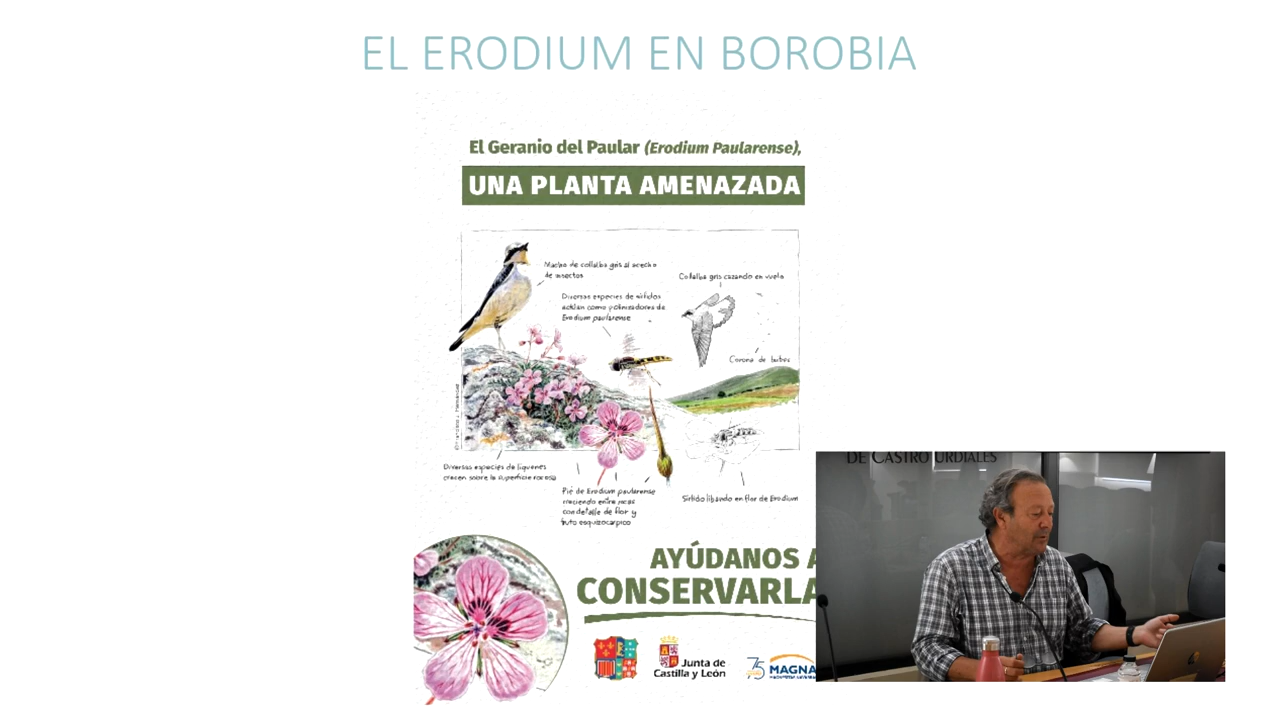 EL ERODIUM EN BOROBIA
El Geranio del Paular (Erodium Paularense),
UNA PLANTA AMENAZADA
Macho de collalba gris al acecho
de insectos
Collalba gris cazando en vuelo
Diversas especies de sírfidos
actúan como polinizadores de
Erodium paularense
Corona de
Diversas especies de líquenes
crecen sobre la superficie rocosa
Pie de Erodium paularense
creciendo entre rocas
con detalle de flor y
fruto esquizocárpico
Sírfido libando en flor de Erodium
AYÚDANOS A
CONSERVARLA
Junta de
Castilla y León
75
MAGNA
DE CASTRO URDIALES